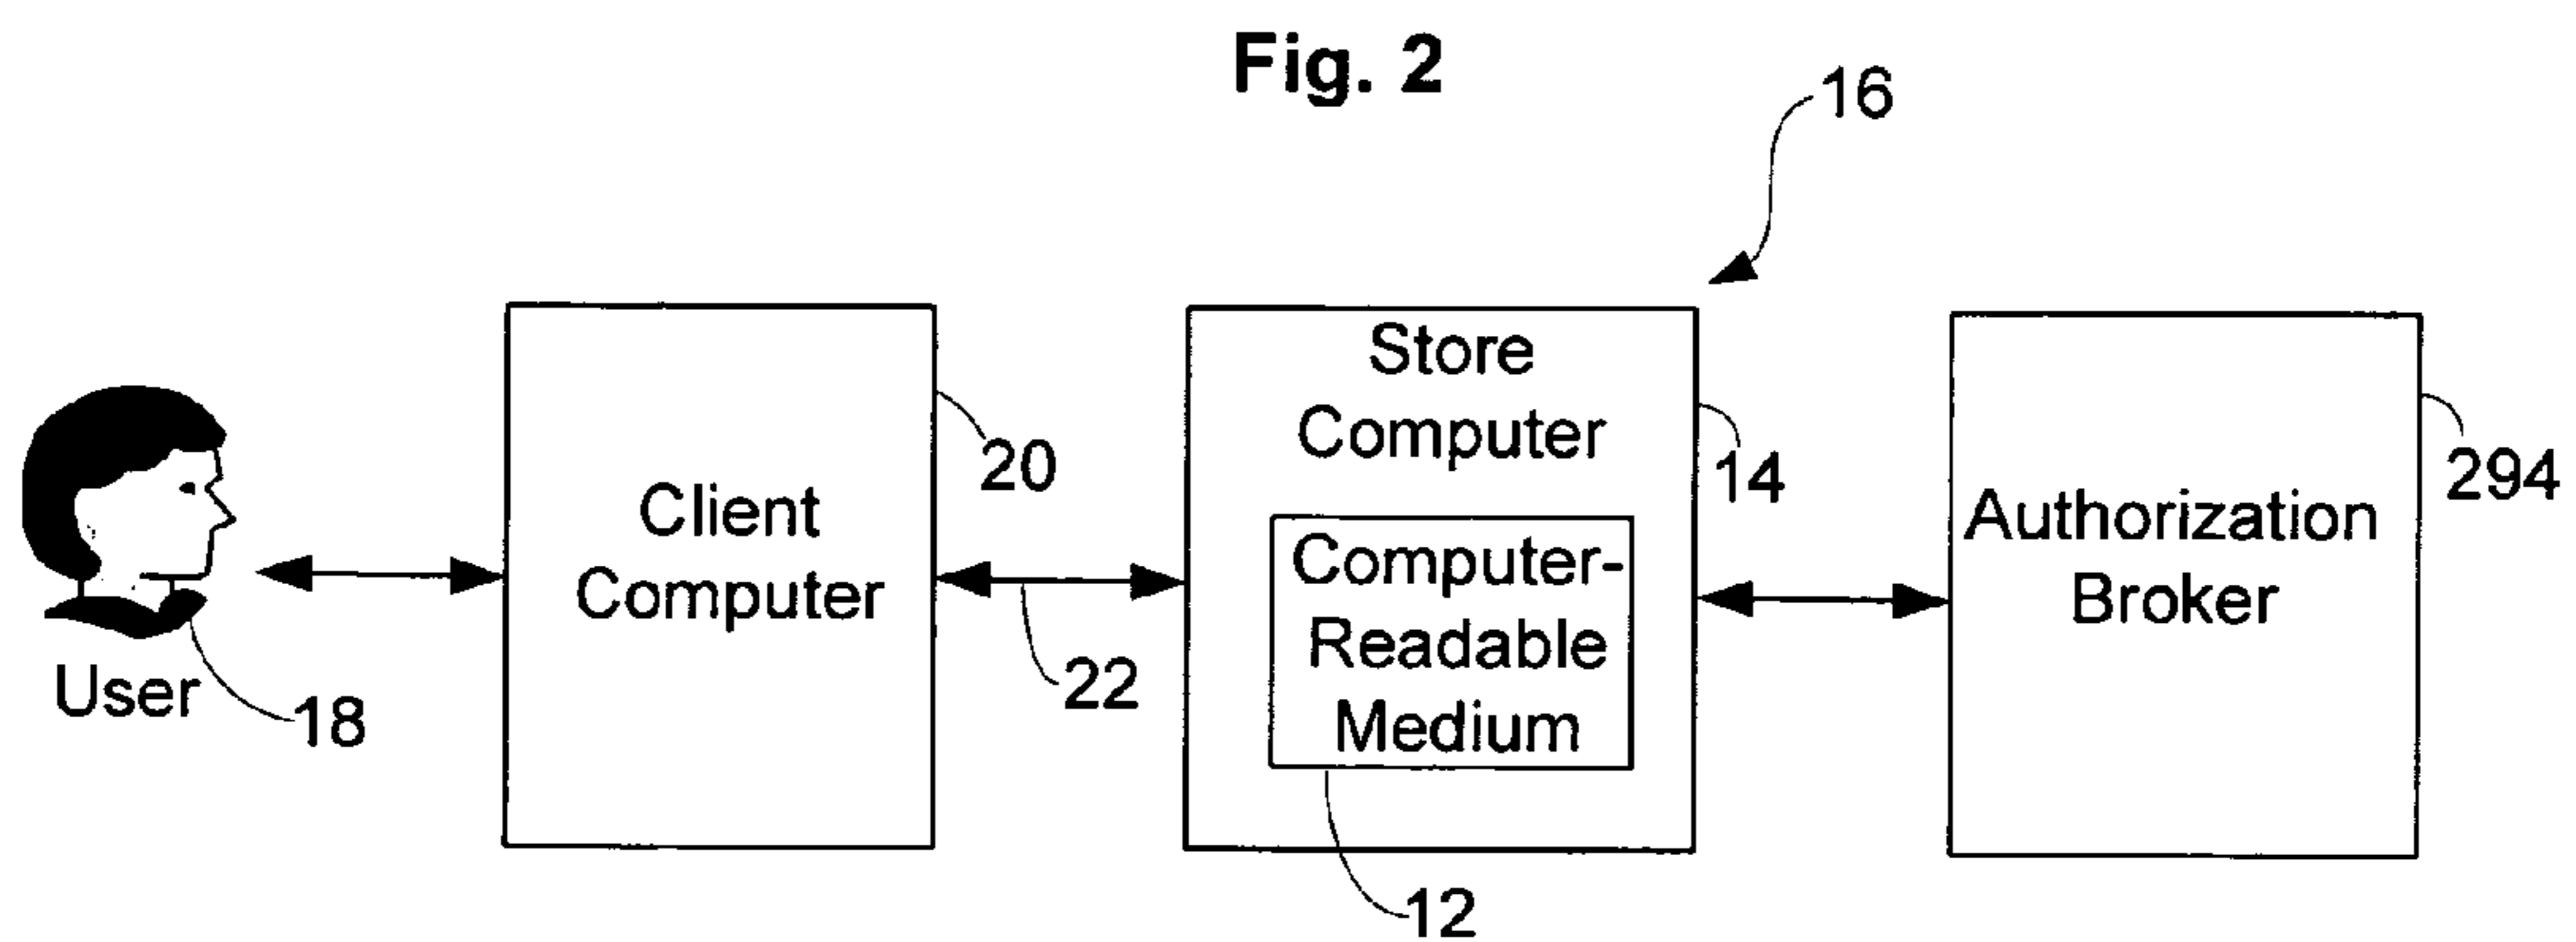 Fig. 2
16
Client
Computer
20
Store
Computer
14
Computer-
Readable
Medium
Authorization
Broker
294
User
18
22
12